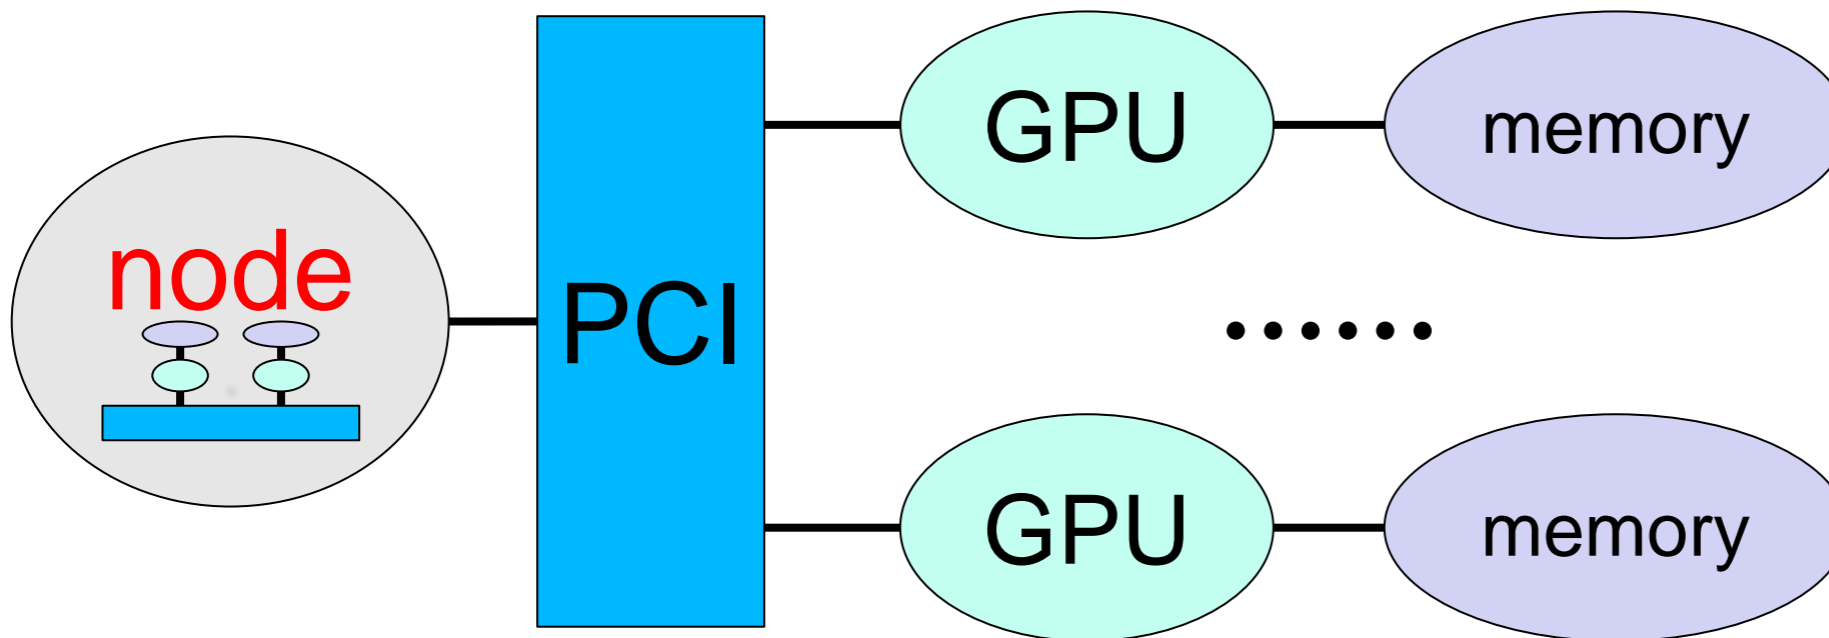 GPU memory
node
PCI
......
GPU memory